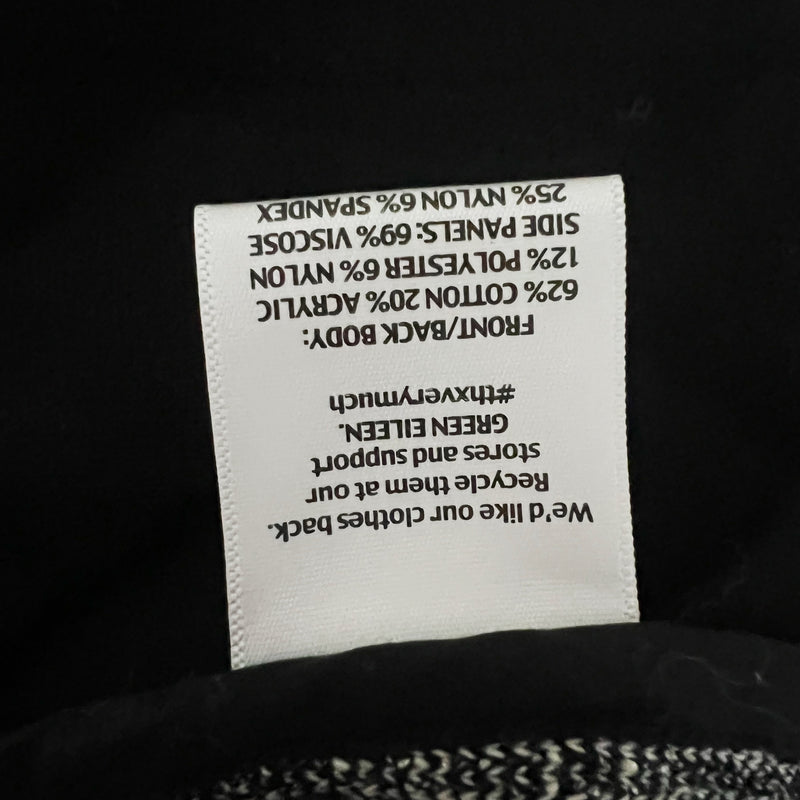 We'd like our clothes back.
Recycle them at our
stores and support
GREEN EILEEN.
#thxverymuch
FRONT/BACK BODY:
62% COTTON 20% ACRYLIC
12% POLYESTER 6% NYLON
SIDE PANELS: 69% VISCOSE
25% NYLON 6% SPANDEX